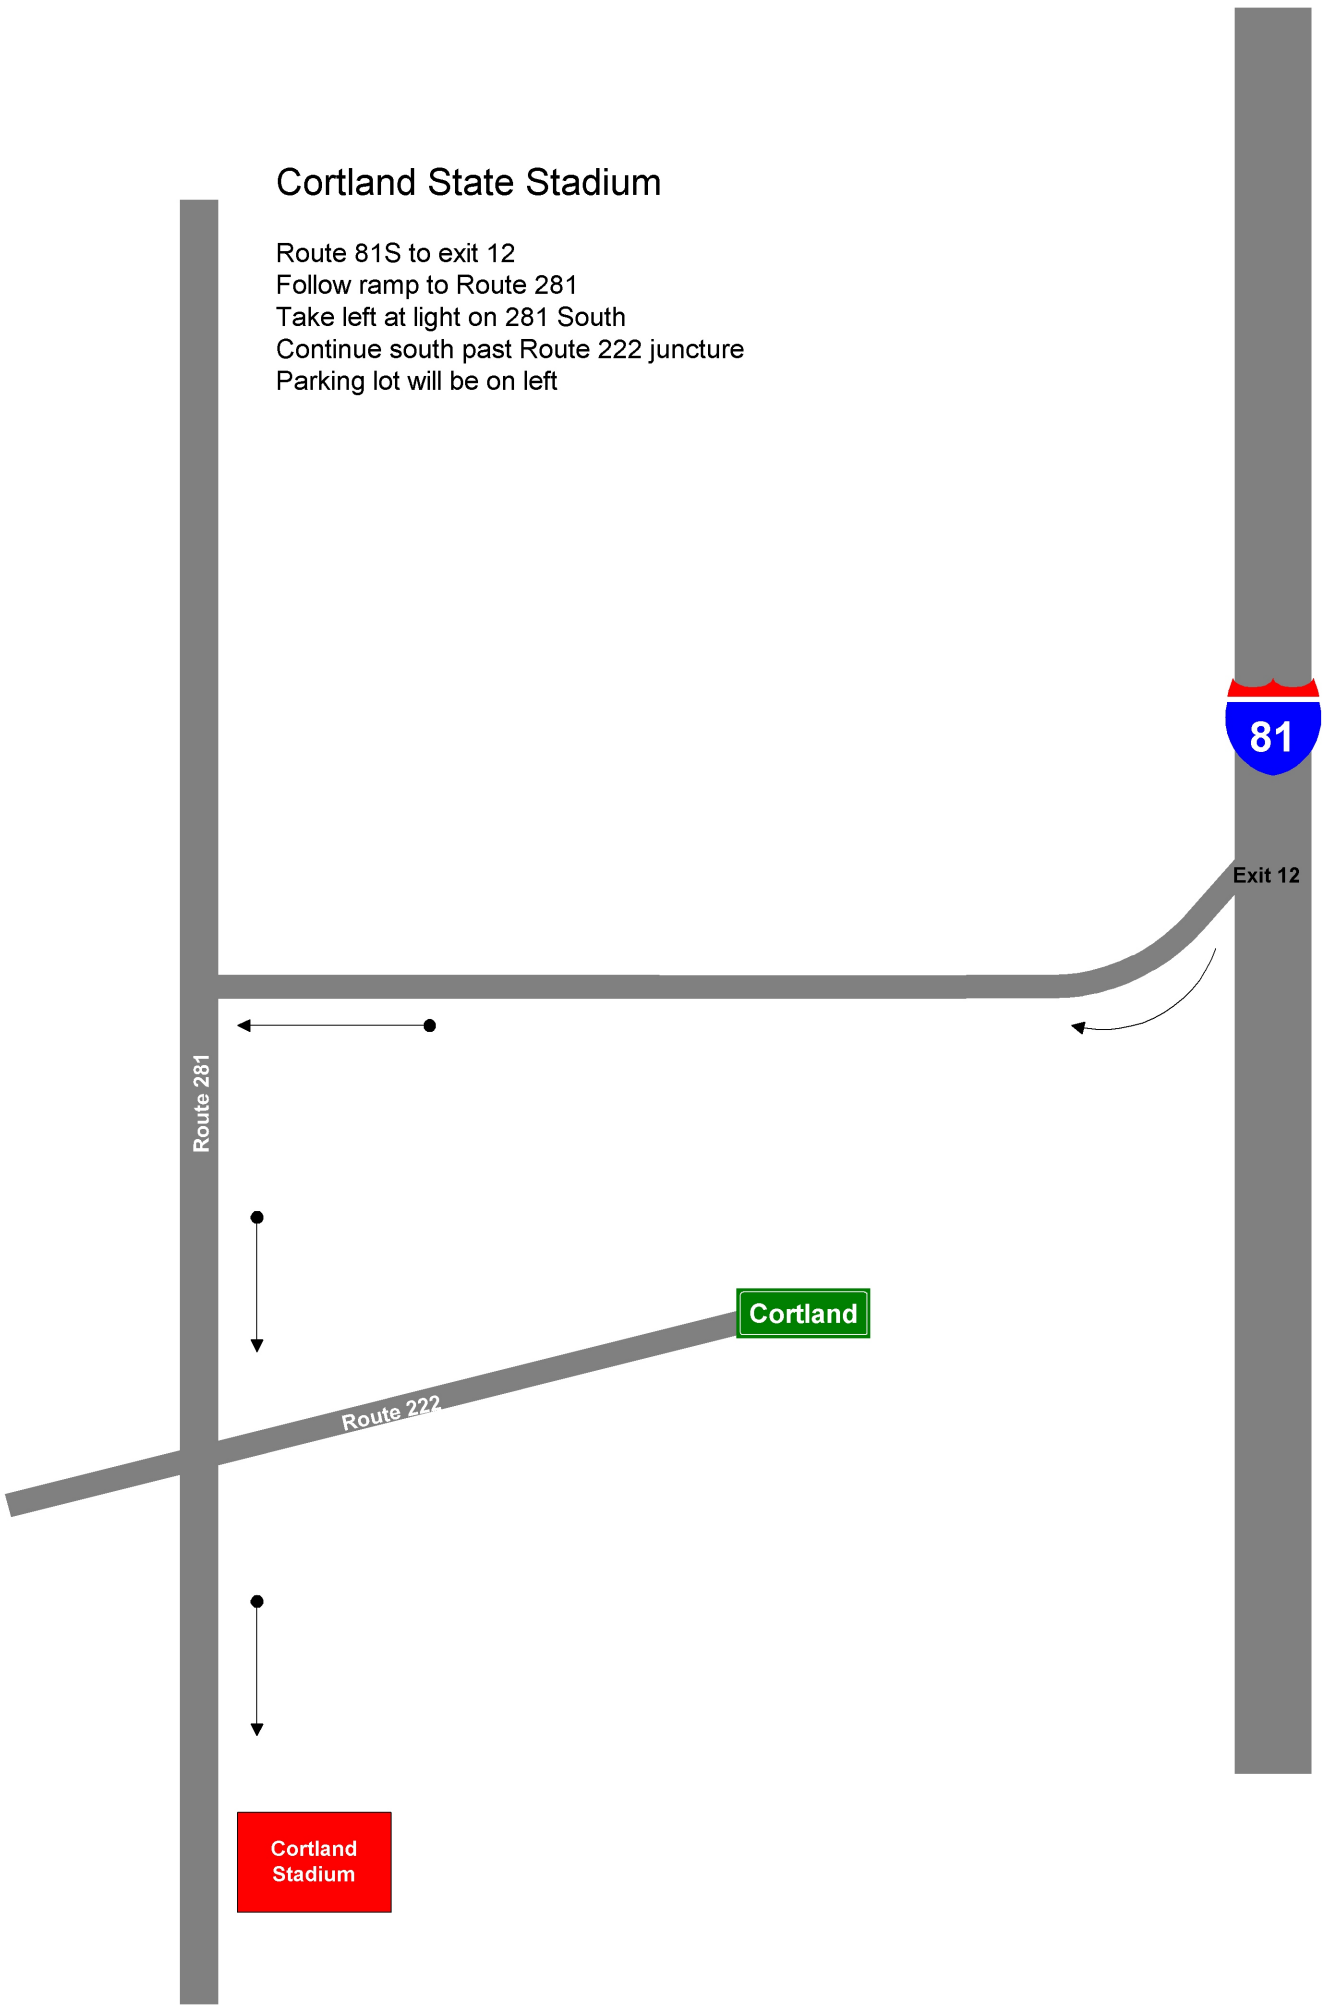 Cortland State Stadium
Route 81S to exit 12
Follow ramp to Route 281
Take left at light on 281 South
Continue south past Route 222 juncture
Parking lot will be on left
81
Exit 12
Route 281
Cortland
Route 222
Cortland
Stadium